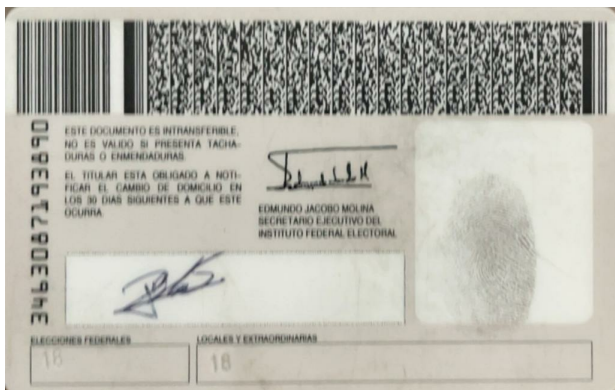 3463087193890
ESTE DOCUMENTO ES INTRANSFERIBLE,
NO ES VALIDO SI PRESENTA TACHA-
DURAS O ENMENDADURAS.
EL TITULAR ESTA OBLIGADO A NOTI-
FICAR EL CAMBIO DE DOMICILIO EN
LOS 30 DIAS SIGUIENTES A QUE ESTE
OCURRA.
EDMUNDO JACOBO MOLINA
SECRETARIO EJECUTIVO DEL
INSTITUTO FEDERAL ELECTORAL
ELECCIONES FEDERALES
LOCALES Y EXTRAORDINARIAS
18
18